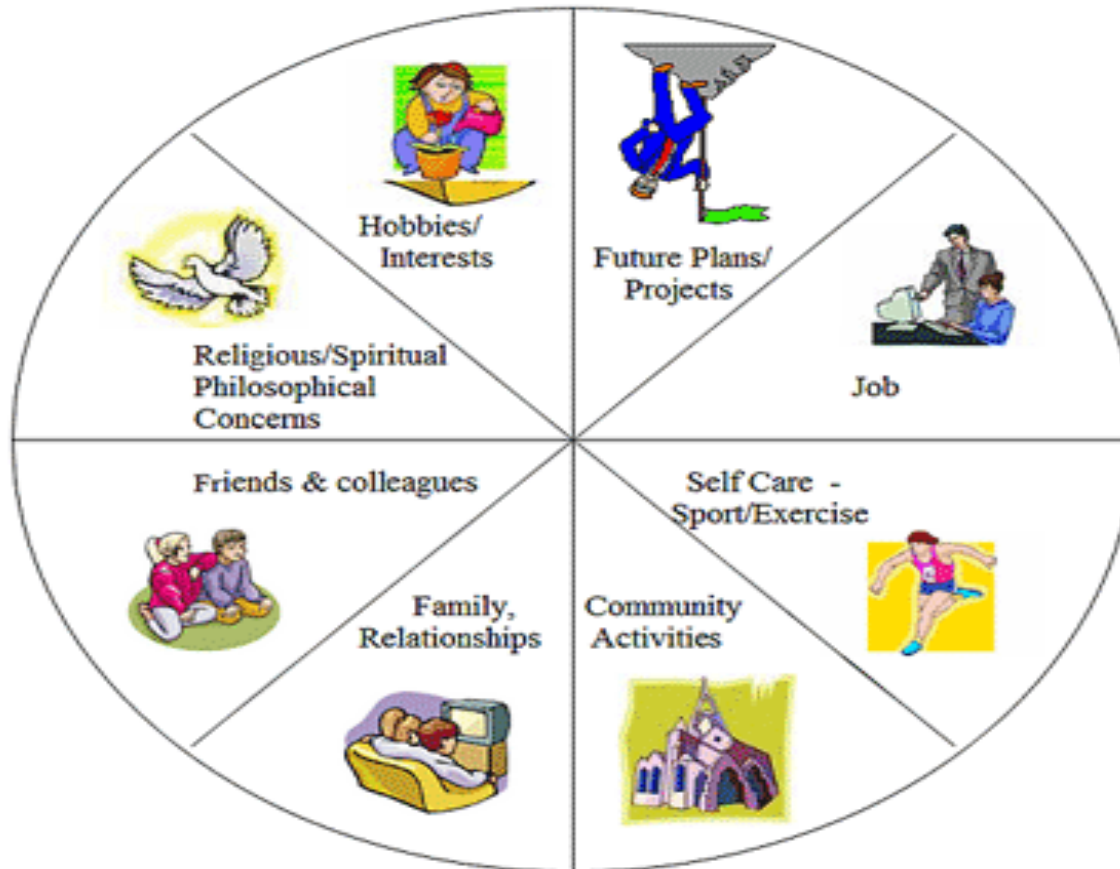 Hobbies/
Interests
Future Plans/
Projects
Religious/Spiritual
Philosophical
Concerns
Job
Friends & colleagues
Self Care -
Sport/Exercise
Family,
Relationships
Community
Activities